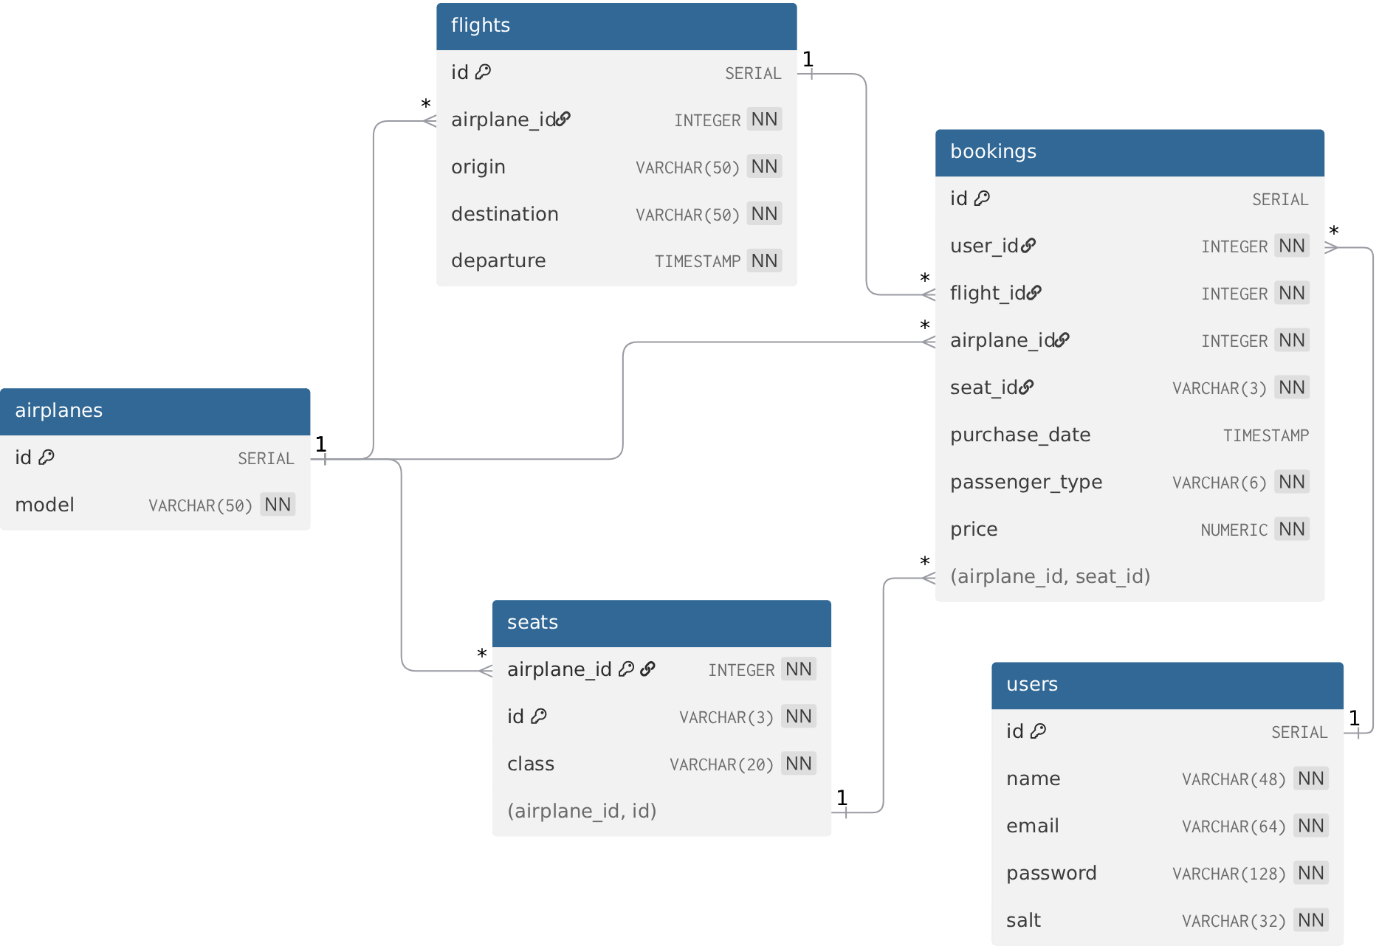 flights
id SERIAL
airplane_id INTEGER NN
origin VARCHAR(50) NN
destination VARCHAR(50) NN
departure TIMESTAMP NN
1
*
bookings
id SERIAL
user_id INTEGER NN
flight_id INTEGER NN
airplane_id INTEGER NN
seat_id VARCHAR(3) NN
purchase_date TIMESTAMP
passenger_type VARCHAR(6) NN
price NUMERIC NN
(airplane_id, seat_id)
*
*
*
*
airplanes
id SERIAL
model VARCHAR(50) NN
1
seats
airplane_id INTEGER NN
id VARCHAR(3) NN
class VARCHAR(20) NN
(airplane_id, id)
*
1
users
id SERIAL
name VARCHAR(48) NN
email VARCHAR(64) NN
password VARCHAR(128) NN
salt VARCHAR(32) NN
1